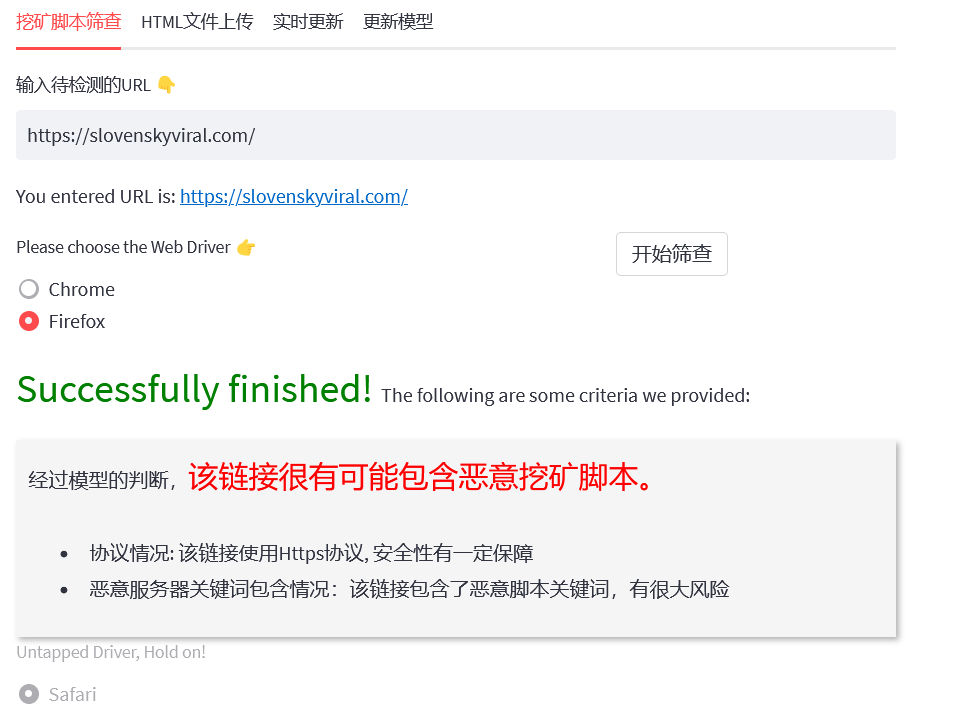 挖矿脚本筛查 HTML文件上传 实时更新 更新模型
输入待检测的URL 👇
https://slovenskyviral.com/
You entered URL is: https://slovenskyviral.com/
Please choose the Web Driver 👉
开始筛查
Chrome
Firefox
Successfully finished! The following are some criteria we provided:
经过模型的判断，该链接很有可能包含恶意挖矿脚本。
• 协议情况: 该链接使用Https协议, 安全性有一定保障
• 恶意服务器关键词包含情况：该链接包含了恶意脚本关键词，有很大风险
Untapped Driver, Hold on!
Safari